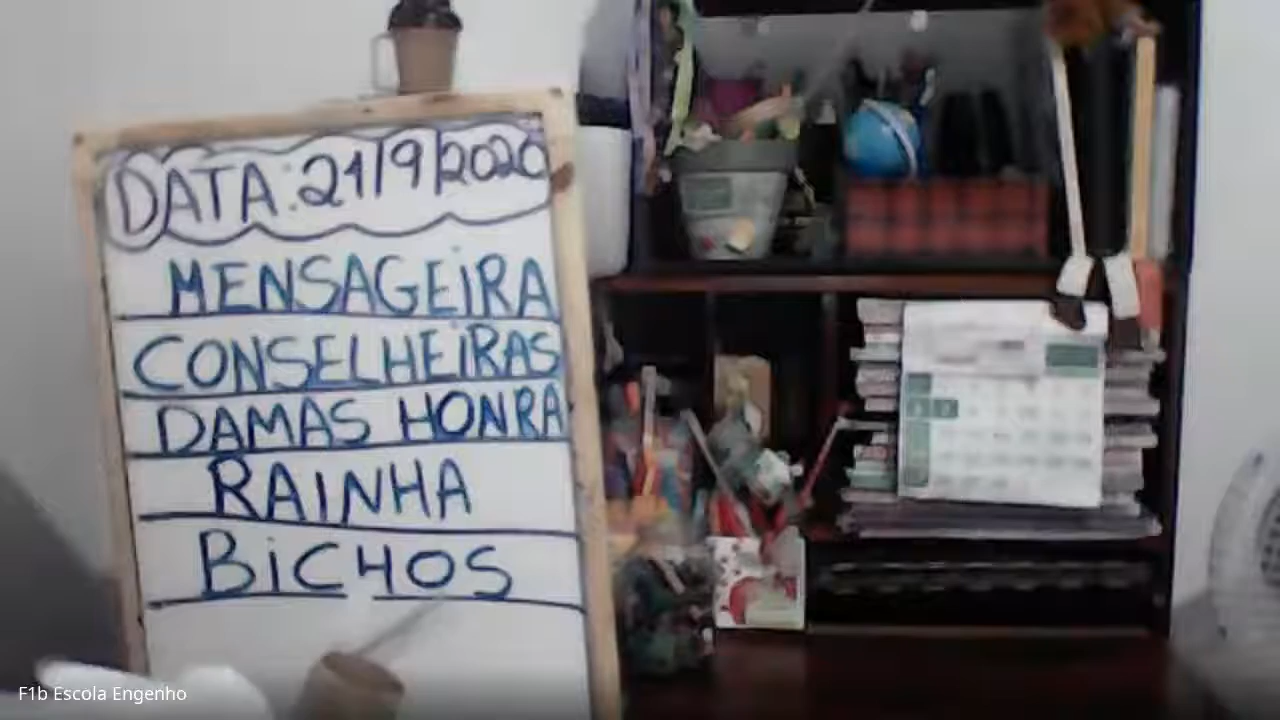 DATA: 21/9/2020
MENSAGEIRA
CONSELHEIRAS
DAMAS HONRA
RAINHA
BICHOS
F1b Escola Engenho